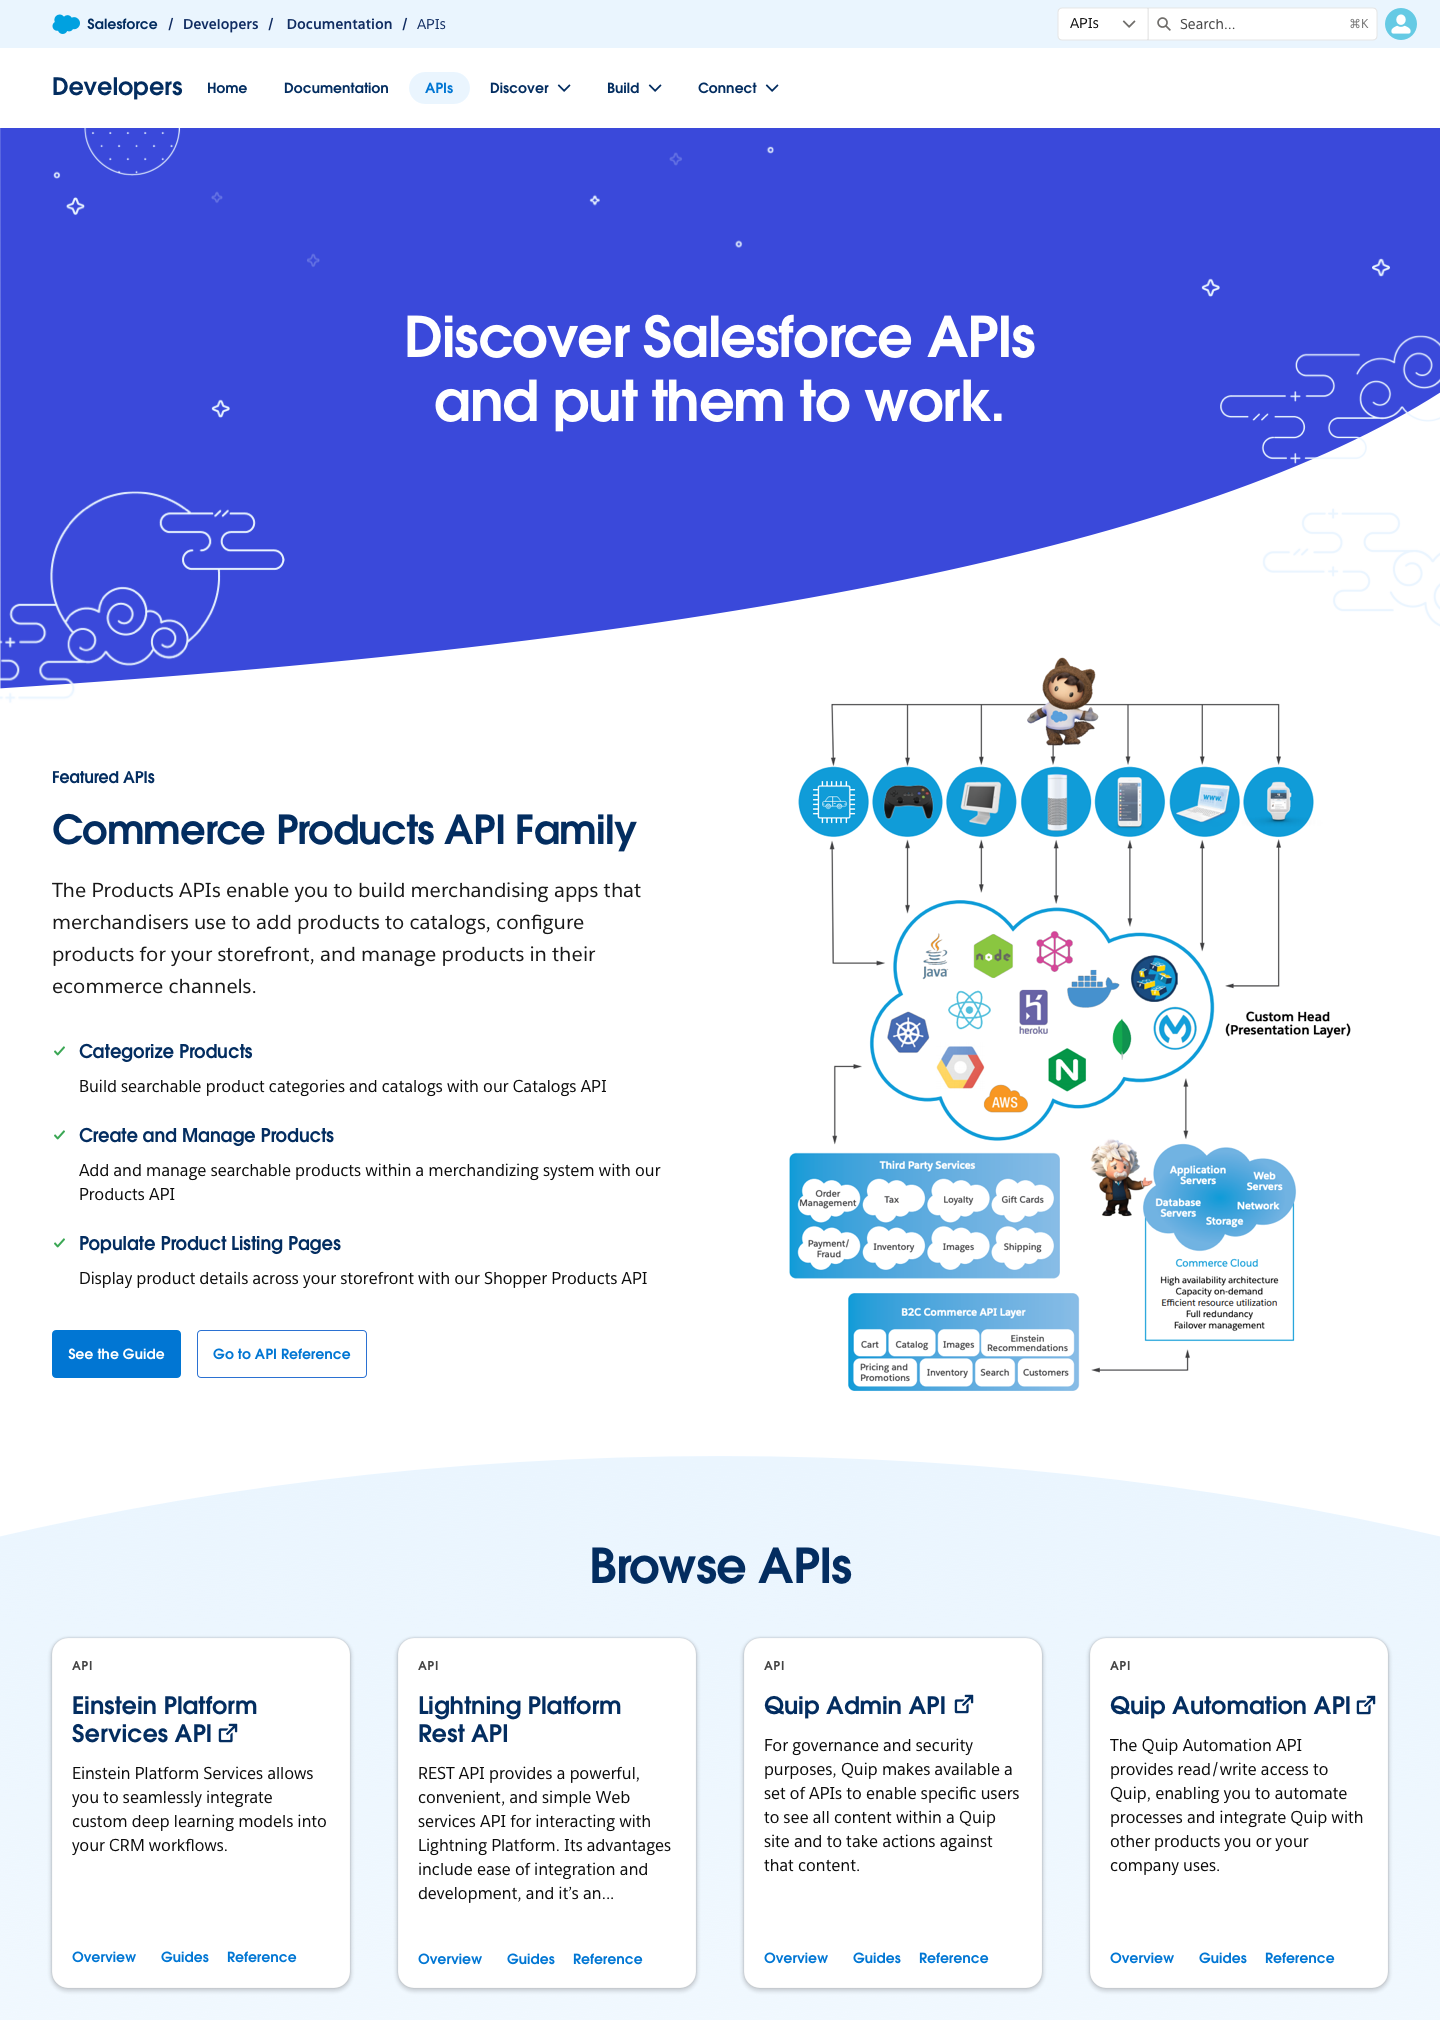 Salesforce / Developers / Documentation / APIs
APIs
Search...
⌘K
Developers
Home
Documentation
APIs
Discover
Build
Connect
Discover Salesforce APIs
and put them to work.
Featured APIs
Commerce Products API Family
The Products APIs enable you to build merchandising apps that
merchandisers use to add products to catalogs, configure
products for your storefront, and manage products in their
ecommerce channels.
Categorize Products
Build searchable product categories and catalogs with our Catalogs API
Create and Manage Products
Add and manage searchable products within a merchandizing system with our
Products API
Populate Product Listing Pages
Display product details across your storefront with our Shopper Products API
See the Guide
Go to API Reference
www.
Java
node
heroku
AWS
Custom Head
(Presentation Layer)
Third Party Services
Order
Management
Tax
Loyalty
Gift Cards
Payment/
Fraud
Inventory
Images
Shipping
Application
Servers
Web
Servers
Database
Servers
Network
Storage
Commerce Cloud
High availability architecture
Capacity on-demand
Efficient resource utilization
Full redundancy
Failover management
B2C Commerce API Layer
Cart
Catalog
Images
Einstein
Recommendations
Pricing and
Promotions
Inventory
Search
Customers
Browse APIs
API
Einstein Platform
Services API
Einstein Platform Services allows
you to seamlessly integrate
custom deep learning models into
your CRM workflows.
Overview
Guides
Reference
API
Lightning Platform
Rest API
REST API provides a powerful,
convenient, and simple Web
services API for interacting with
Lightning Platform. Its advantages
include ease of integration and
development, and it’s an...
Overview
Guides
Reference
API
Quip Admin API
For governance and security
purposes, Quip makes available a
set of APIs to enable specific users
to see all content within a Quip
site and to take actions against
that content.
Overview
Guides
Reference
API
Quip Automation API
The Quip Automation API
provides read/write access to
Quip, enabling you to automate
processes and integrate Quip with
other products you or your
company uses.
Overview
Guides
Reference